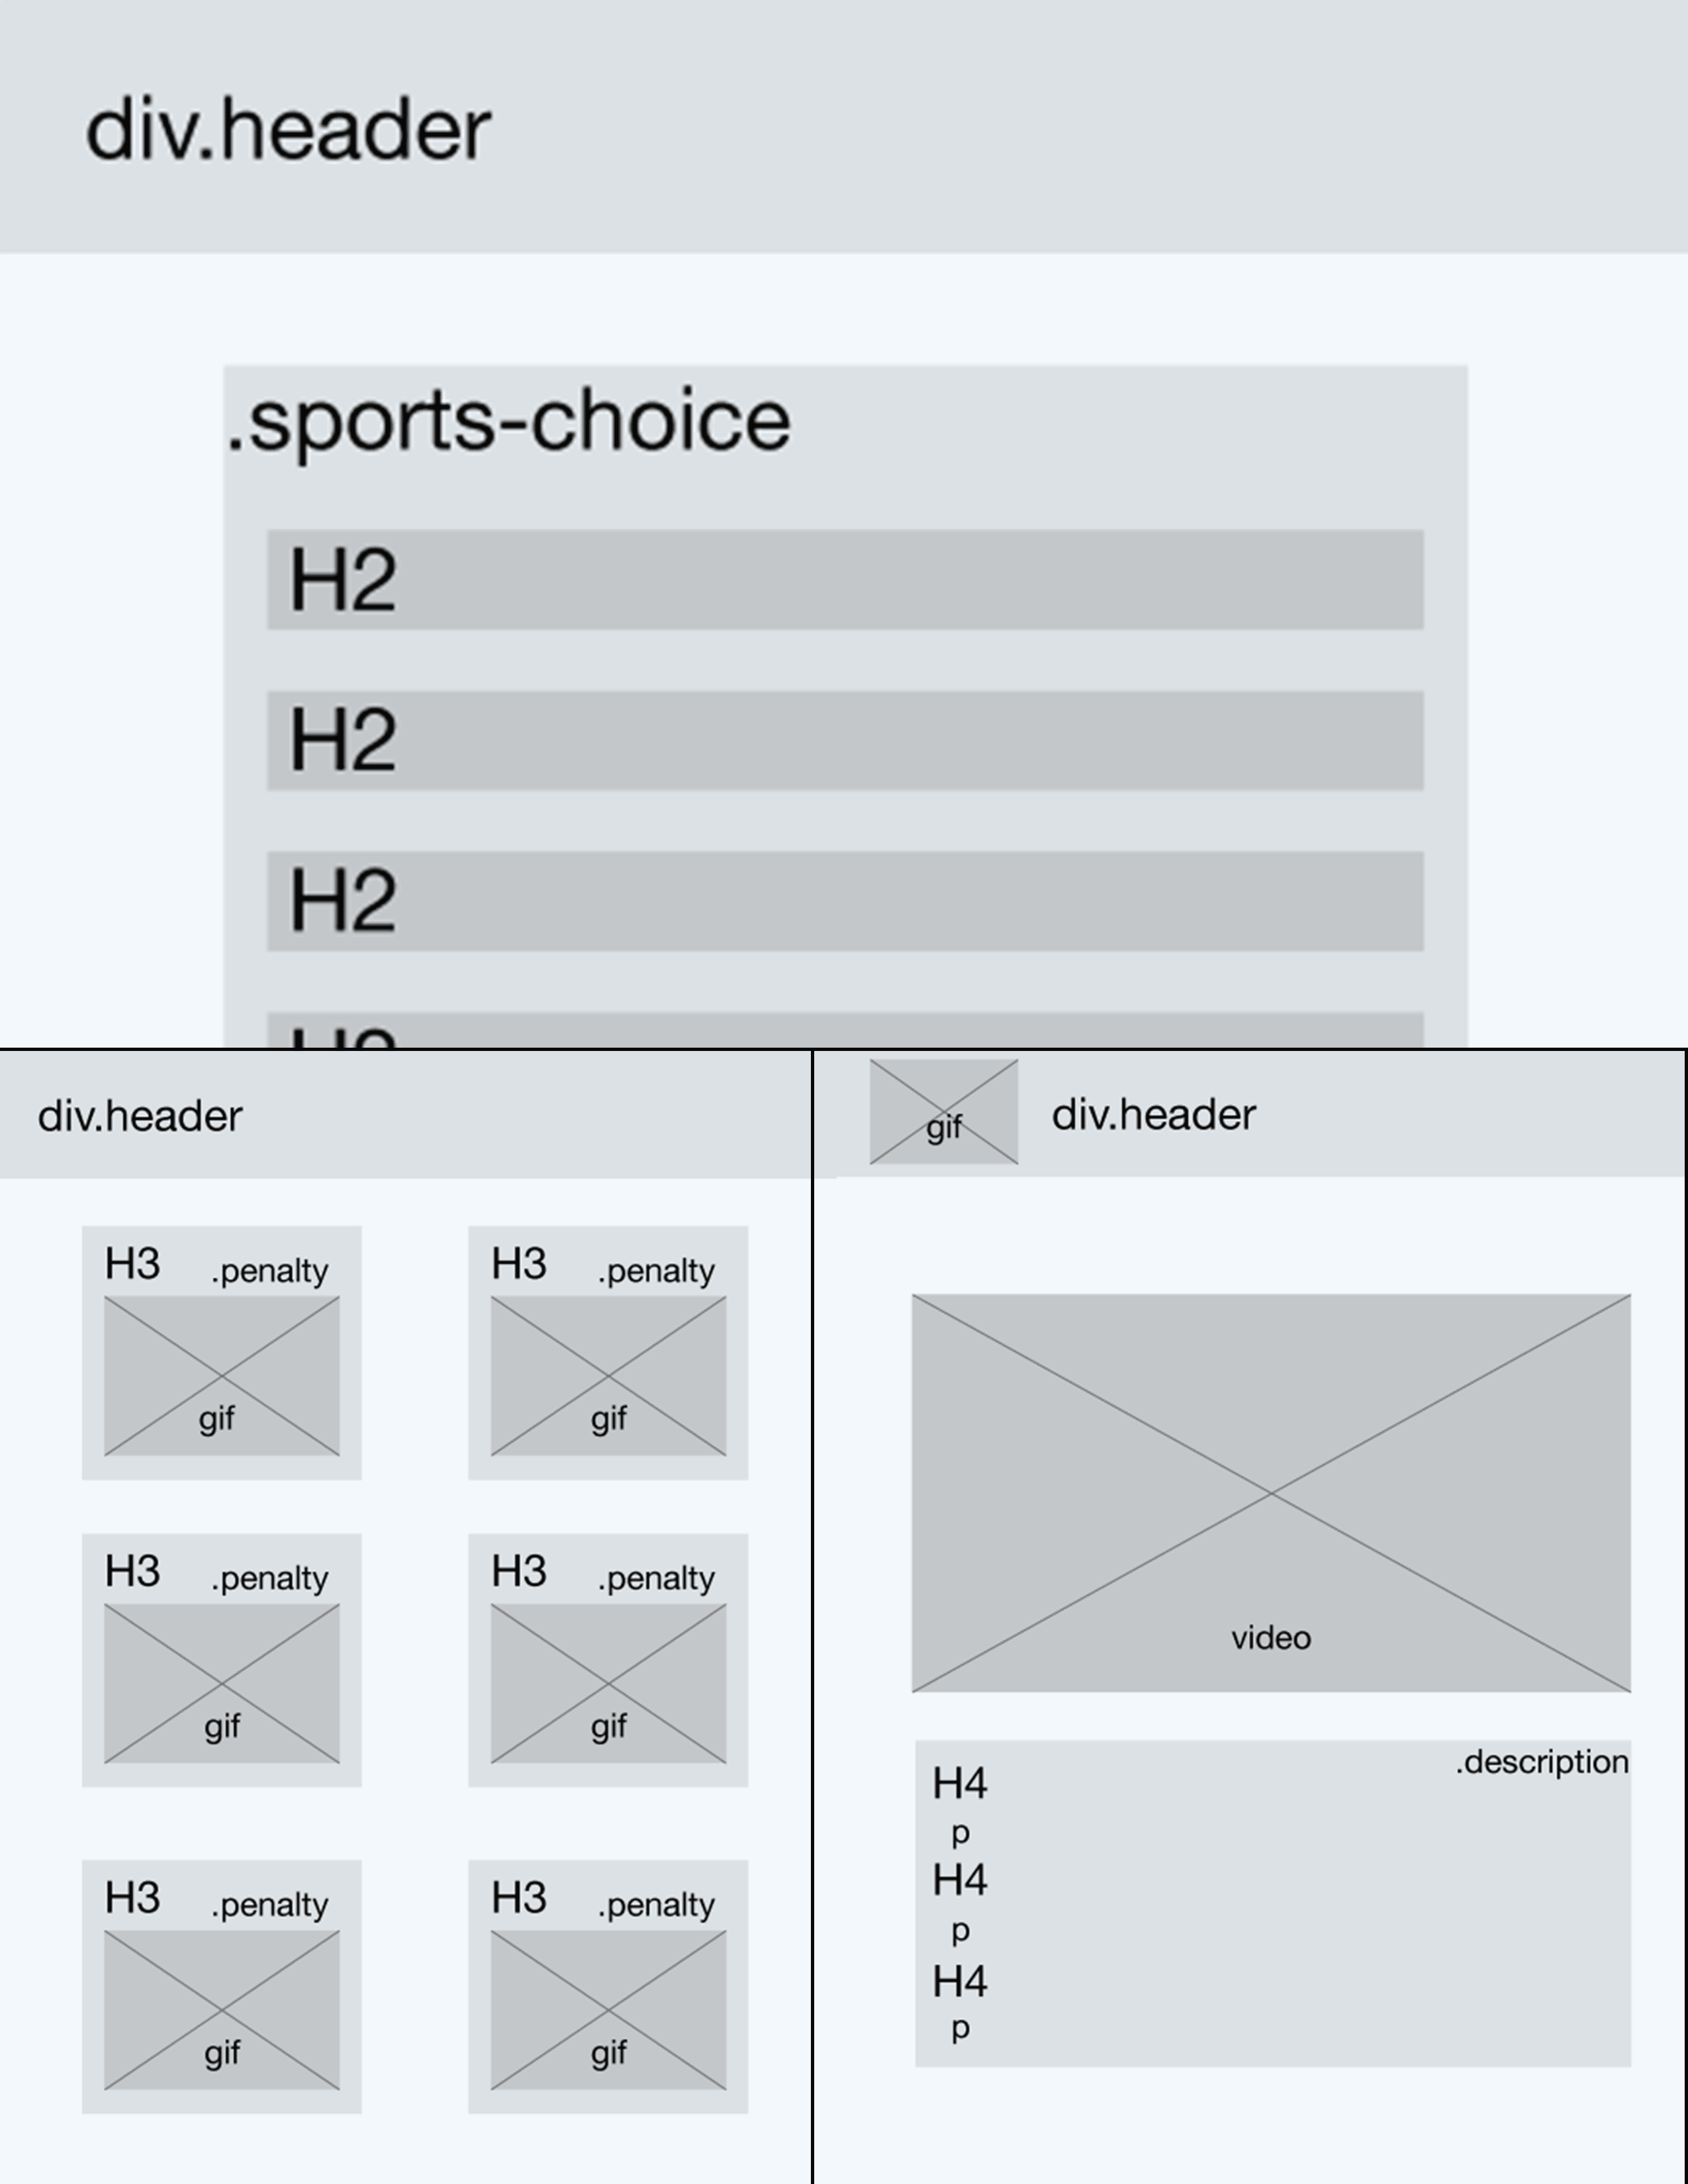 div.header
.sports-choice
H2
H2
H2
H2
div.header
H3 .penalty
gif
H3 .penalty
gif
H3 .penalty
gif
H3 .penalty
gif
H3 .penalty
gif
H3 .penalty
gif
gif
div.header
video
.description
H4
p
H4
p
H4
p